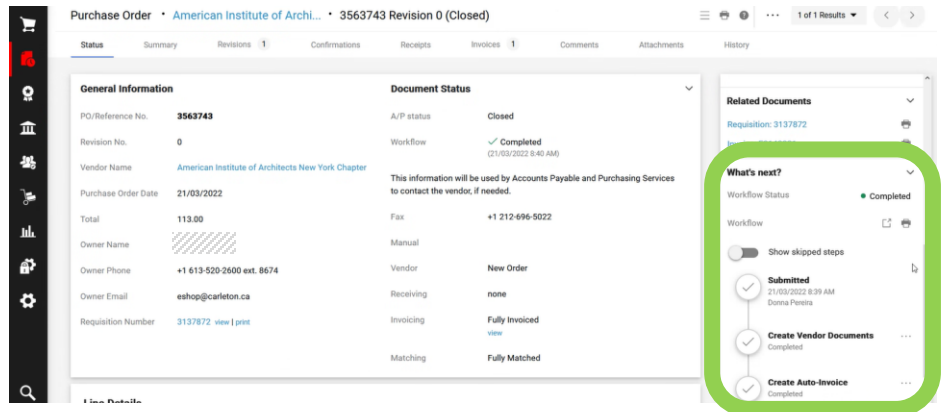 Purchase Order • American Institute of Archi... • 3563743 Revision 0 (Closed)
1 of 1 Results
Status Summary Revisions 1 Confirmations Receipts Invoices 1 Comments Attachments History
General Information
PO/Reference No. 3563743
Revision No. 0
Vendor Name American Institute of Architects New York Chapter
Purchase Order Date 21/03/2022
Total 113.00
Owner Name
Owner Phone +1 613-520-2600 ext. 8674
Owner Email eshop@carleton.ca
Requisition Number 3137872 view | print
Document Status
A/P status Closed
Workflow Completed
(21/03/2022 8:40 AM)
This information will be used by Accounts Payable and Purchasing Services
to contact the vendor, if needed.
Fax +1 212-696-5022
Manual
Vendor New Order
Receiving none
Invoicing Fully Invoiced
view
Matching Fully Matched
Line Details
Related Documents
Requisition: 3137872
What's next?
Workflow Status Completed
Workflow
Show skipped steps
Submitted
21/03/2022 8:39 AM
Donna Pereira
Create Vendor Documents
Completed
Create Auto-Invoice
Completed